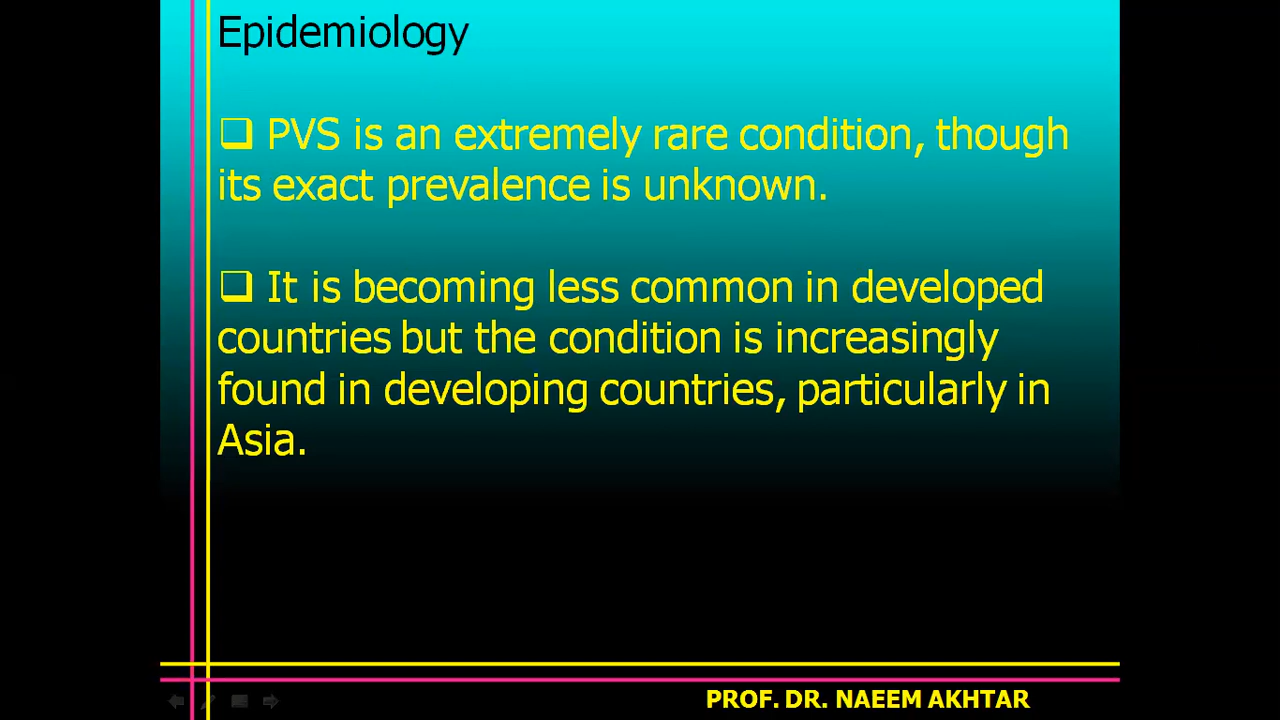 Epidemiology
❑ PVS is an extremely rare condition, though
its exact prevalence is unknown.
❑ It is becoming less common in developed
countries but the condition is increasingly
found in developing countries, particularly in
Asia.
PROF. DR. NAEEM AKHTAR